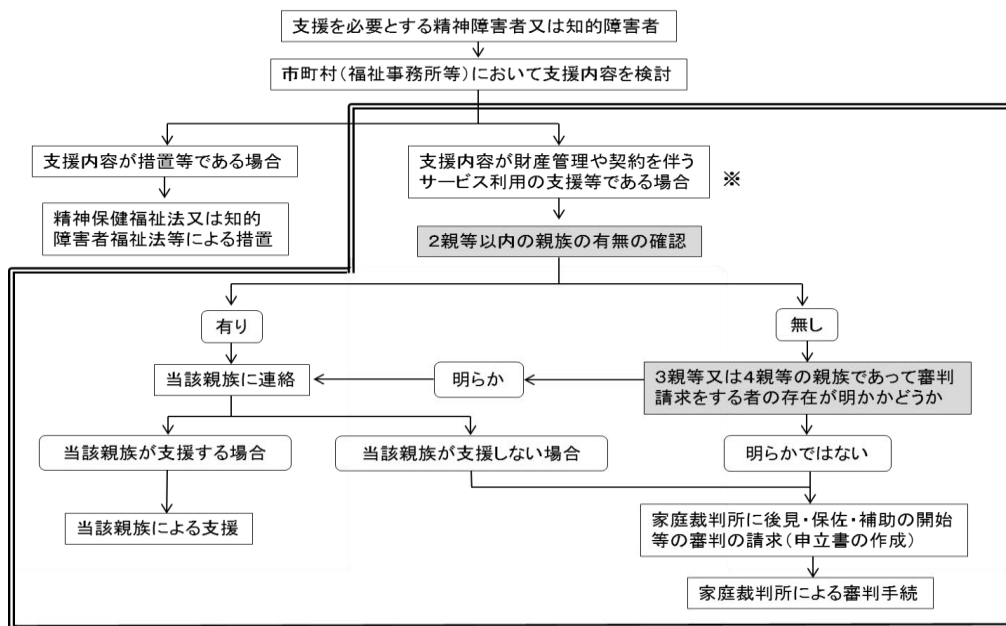 支援を必要とする精神障害者又は知的障害者
市町村(福祉事務所等)において支援内容を検討
支援内容が措置等である場合
支援内容が財産管理や契約を伴う
サービス利用の支援等である場合
※
精神保健福祉法又は知的
障害者福祉法等による措置
2親等以内の親族の有無の確認
有り
無し
当該親族に連絡
明らか
3親等又は4親等の親族であって審判
請求をする者の存在が明かかどうか
当該親族が支援する場合
当該親族が支援しない場合
明らかではない
当該親族による支援
家庭裁判所に後見・保佐・補助の開始
等の審判の請求(申立書の作成)
家庭裁判所による審判手続